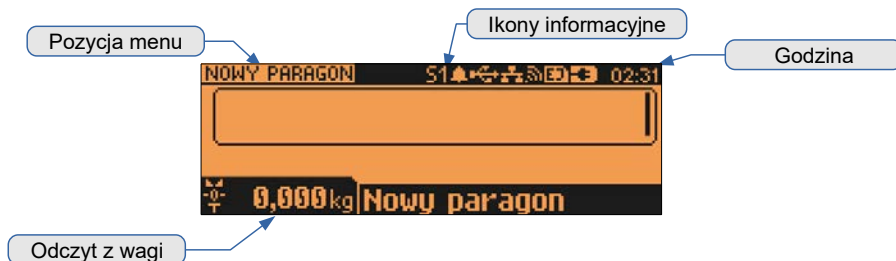 Ikony informacyjne
Pozycja menu
Godzina
NOWY PARAGON S1 02:31
0,000kg Nowy paragon
Odczyt z wagi